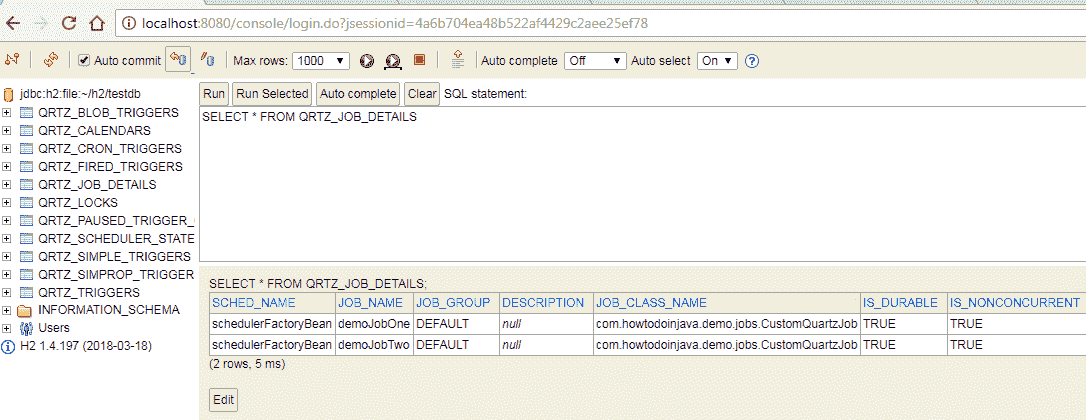 localhost:8080/console/login.do?jsessionid=4a6b704ea48b522af4429c2aee25ef78
Auto commit Max rows: 1000 Auto complete Off Auto select On ?
jdbc:h2:file:~/h2/testdb
QRTZ_BLOB_TRIGGERS
QRTZ_CALENDARS
QRTZ_CRON_TRIGGERS
QRTZ_FIRED_TRIGGERS
QRTZ_JOB_DETAILS
QRTZ_LOCKS
QRTZ_PAUSED_TRIGGER_
QRTZ_SCHEDULER_STATE
QRTZ_SIMPLE_TRIGGERS
QRTZ_SIMPROP_TRIGGER
QRTZ_TRIGGERS
INFORMATION_SCHEMA
Users
H2 1.4.197 (2018-03-18)
Run Run Selected Auto complete Clear SQL statement:
SELECT * FROM QRTZ_JOB_DETAILS
SELECT * FROM QRTZ_JOB_DETAILS;
SCHED_NAME JOB_NAME JOB_GROUP DESCRIPTION JOB_CLASS_NAME IS_DURABLE IS_NONCONCURRENT
schedulerFactoryBean demoJobOne DEFAULT null com.howtodoinjava.demo.jobs.CustomQuartzJob TRUE TRUE
schedulerFactoryBean demoJobTwo DEFAULT null com.howtodoinjava.demo.jobs.CustomQuartzJob TRUE TRUE
(2 rows, 5 ms)
Edit